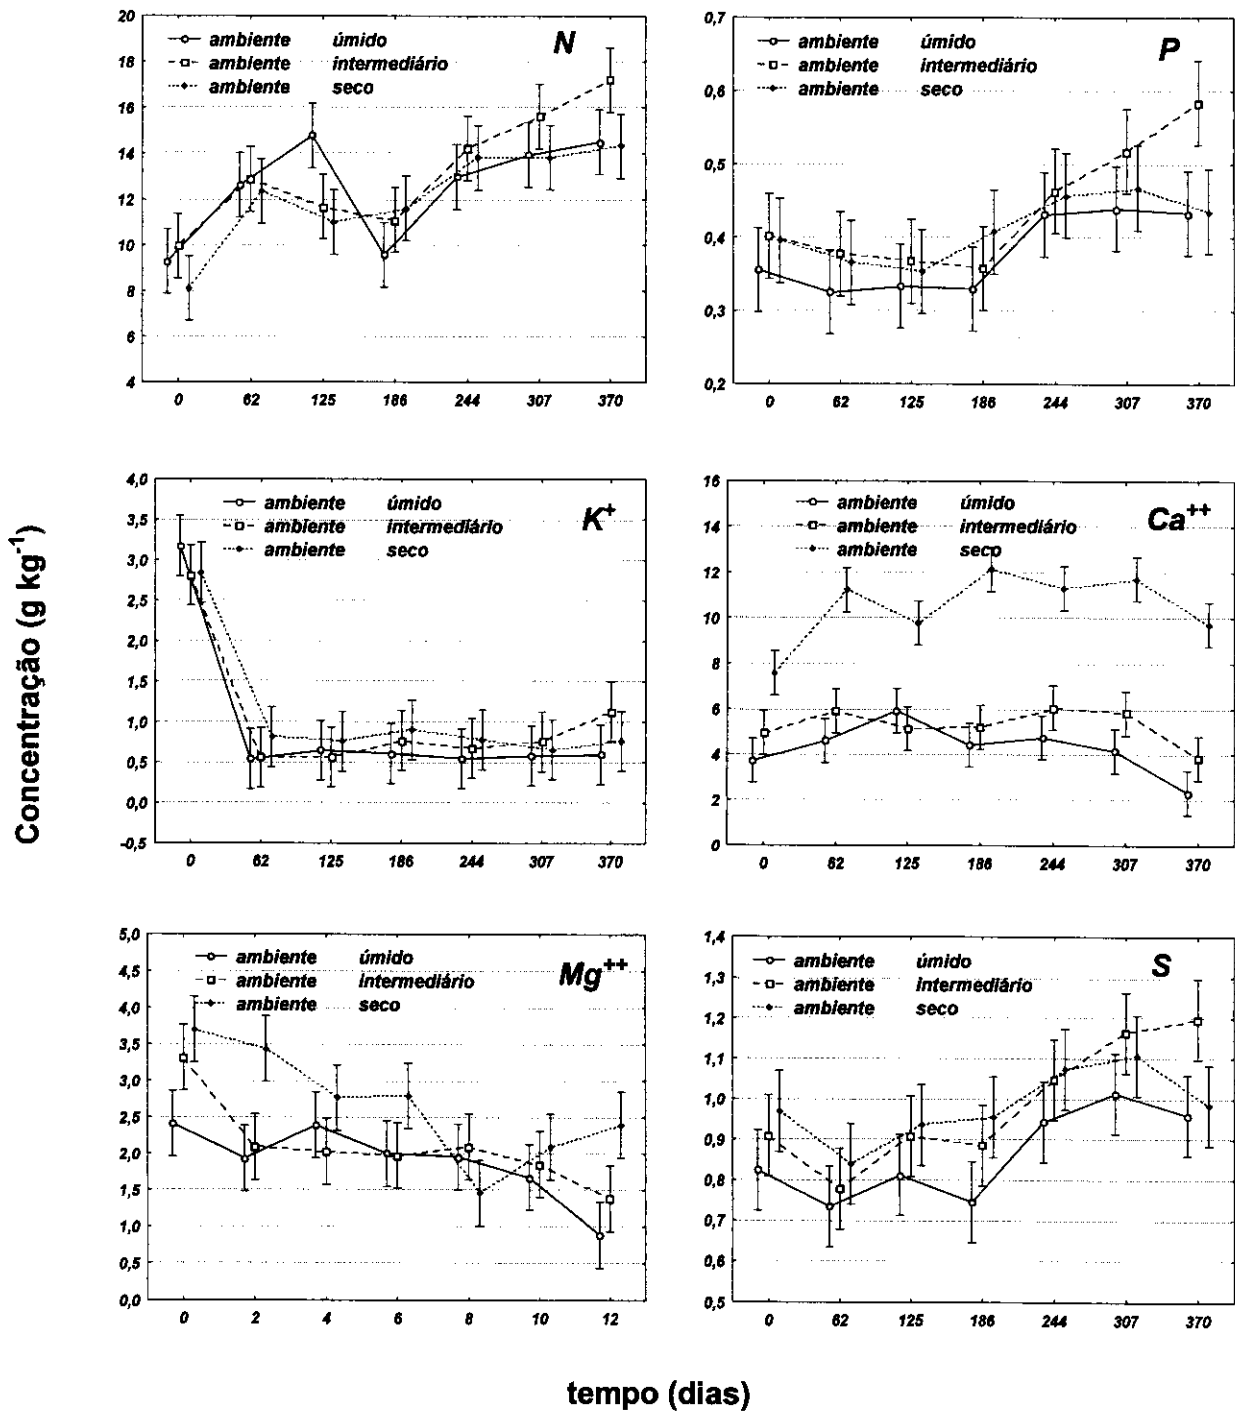 N
ambiente úmido
ambiente intermediário
ambiente seco
20
18
16
14
12
10
8
6
4
0 62 125 186 244 307 370
P
ambiente úmido
ambiente intermediário
ambiente seco
0,7
0,6
0,5
0,4
0,3
0,2
0 62 125 186 244 307 370
Concentração (g kg⁻¹)
K⁺
ambiente úmido
ambiente intermediário
ambiente seco
4,0
3,5
3,0
2,5
2,0
1,5
1,0
0,5
0,0
-0,5
0 62 125 186 244 307 370
Ca⁺⁺
ambiente úmido
ambiente intermediário
ambiente seco
16
14
12
10
8
6
4
2
0
0 62 125 186 244 307 370
Mg⁺⁺
ambiente úmido
ambiente intermediário
ambiente seco
5,0
4,5
4,0
3,5
3,0
2,5
2,0
1,5
1,0
0,5
0,0
0 2 4 6 8 10 12
S
ambiente úmido
ambiente intermediário
ambiente seco
1,4
1,3
1,2
1,1
1,0
0,9
0,8
0,7
0,6
0,5
0 62 125 186 244 307 370
tempo (dias)